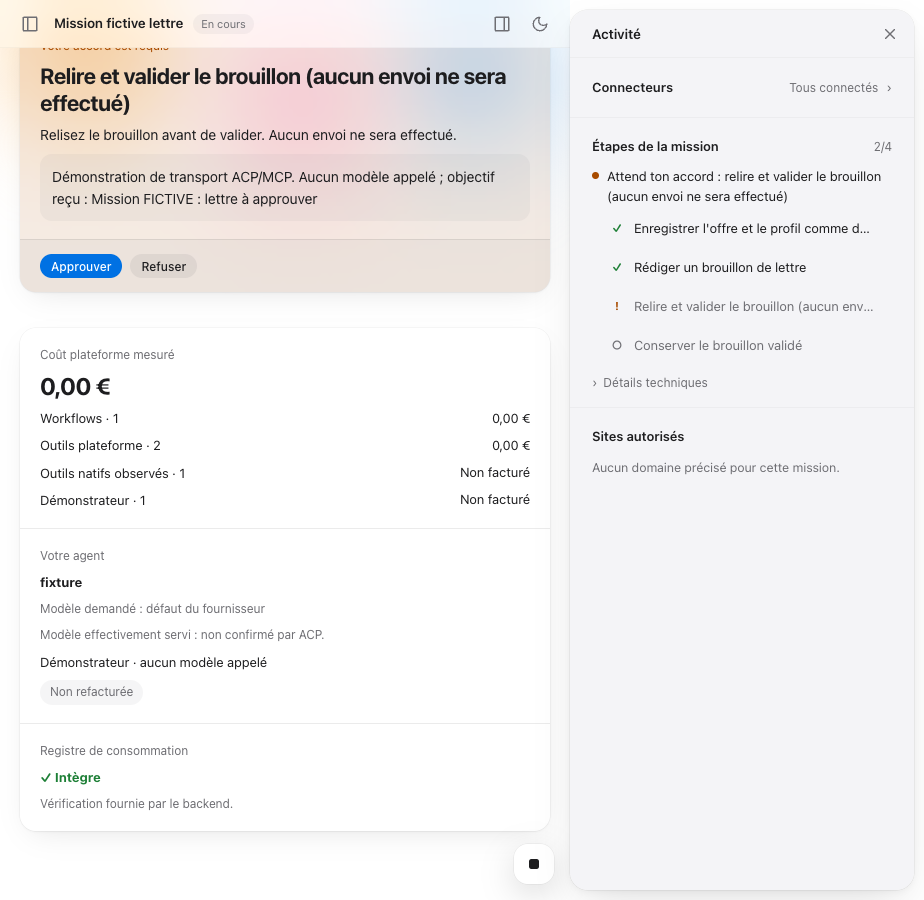 Mission fictive lettre
En cours
Votre accord est requis
Relire et valider le brouillon (aucun envoi ne sera
effectué)
Relisez le brouillon avant de valider. Aucun envoi ne sera effectué.
Démonstration de transport ACP/MCP. Aucun modèle appelé ; objectif
reçu : Mission FICTIVE : lettre à approuver
Approuver
Refuser
Coût plateforme mesuré
0,00 €
Workflows · 1 0,00 €
Outils plateforme · 2 0,00 €
Outils natifs observés · 1 Non facturé
Démonstrateur · 1 Non facturé
Votre agent
fixture
Modèle demandé : défaut du fournisseur
Modèle effectivement servi : non confirmé par ACP.
Démonstrateur · aucun modèle appelé
Non refacturée
Registre de consommation
✓ Intègre
Vérification fournie par le backend.
Activité
Connecteurs Tous connectés ›
Étapes de la mission 2/4
Attend ton accord : relire et valider le brouillon
(aucun envoi ne sera effectué)
✓ Enregistrer l'offre et le profil comme d...
✓ Rédiger un brouillon de lettre
! Relire et valider le brouillon (aucun env...
Conserver le brouillon validé
› Détails techniques
Sites autorisés
Aucun domaine précisé pour cette mission.